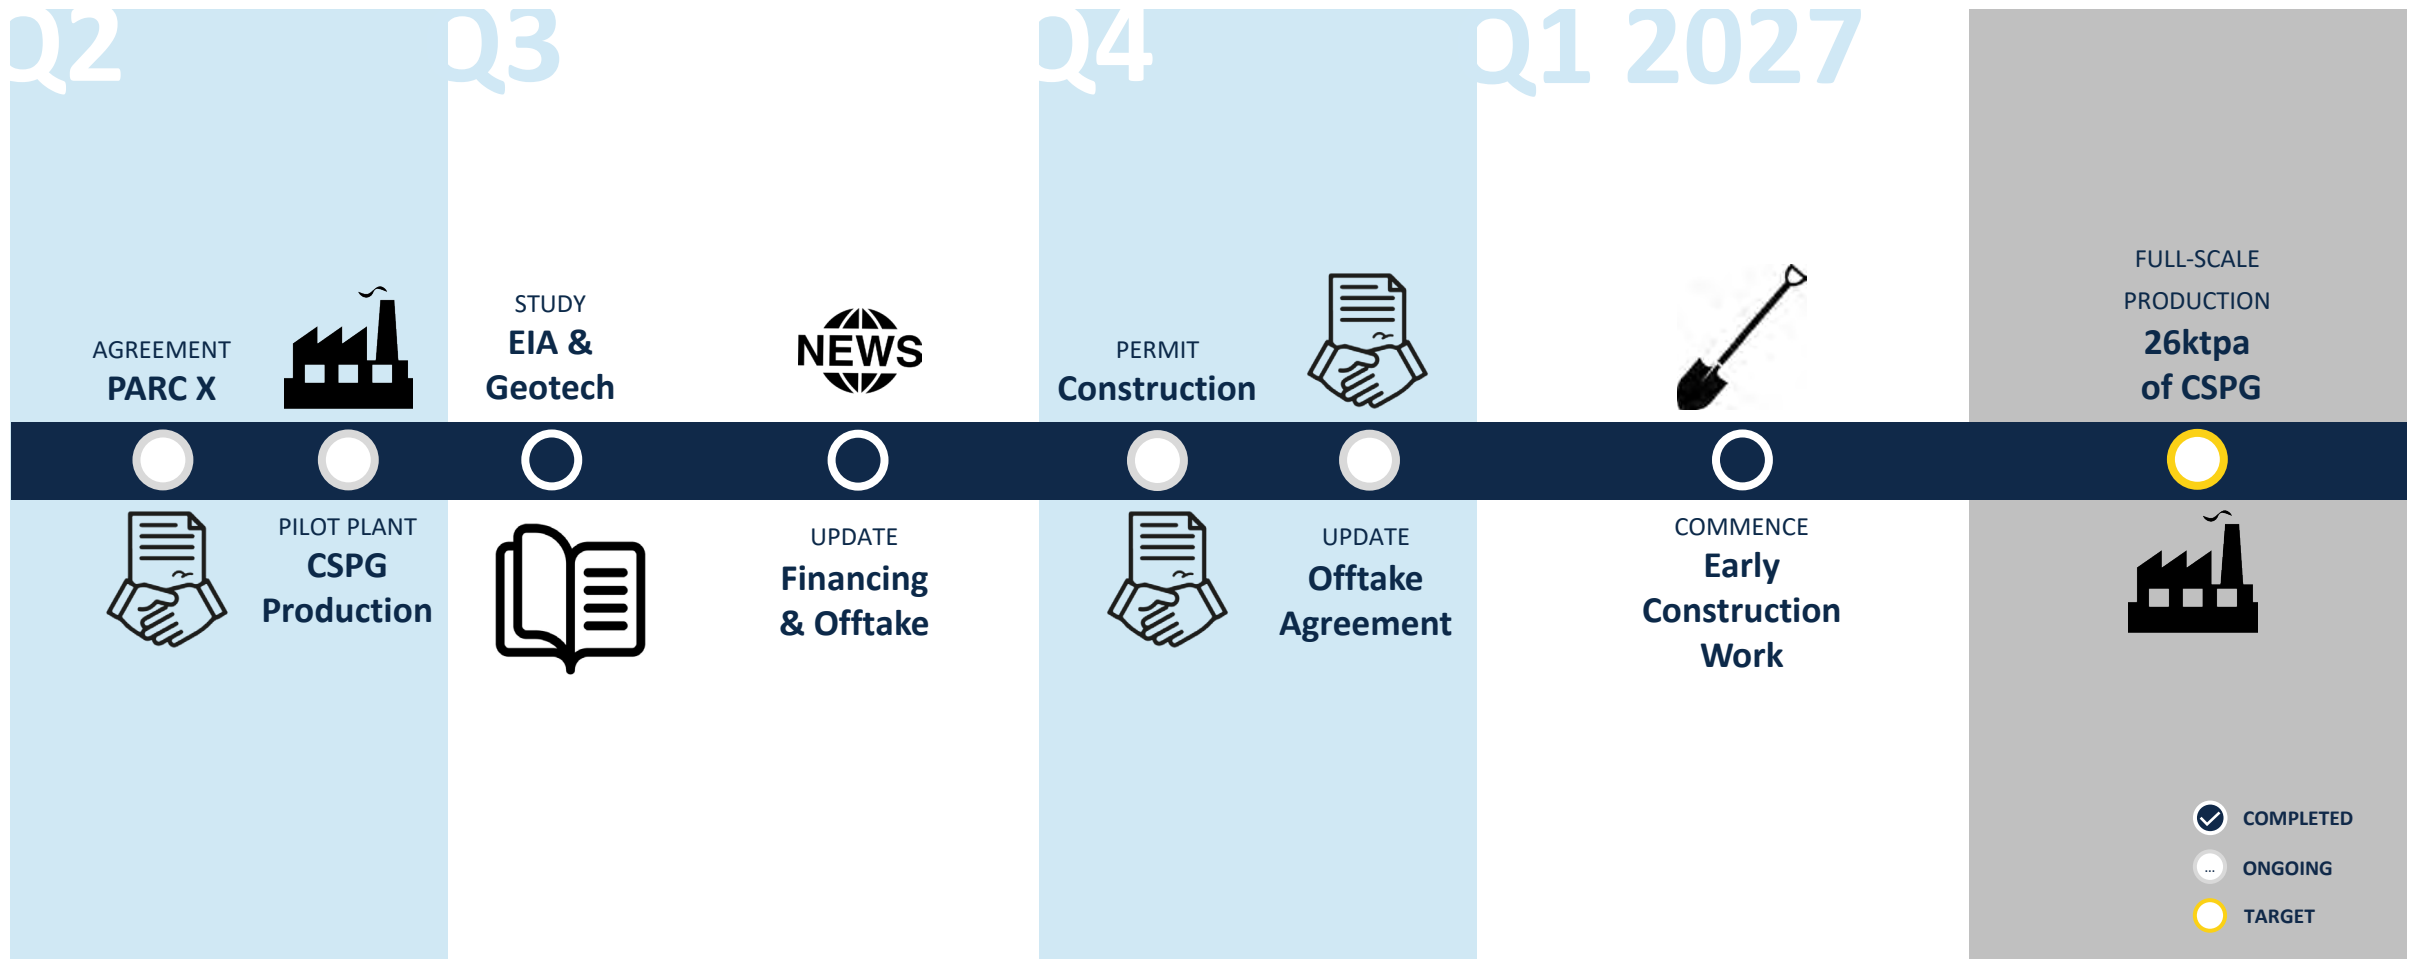 Q2
Q3
Q4
Q1 2027
AGREEMENT
PARC X
PILOT PLANT
CSPG
Production
STUDY
EIA &
Geotech
NEWS
UPDATE
Financing
& Offtake
PERMIT
Construction
UPDATE
Offtake
Agreement
COMMENCE
Early
Construction
Work
FULL-SCALE
PRODUCTION
26ktpa
of CSPG
COMPLETED
... ONGOING
TARGET